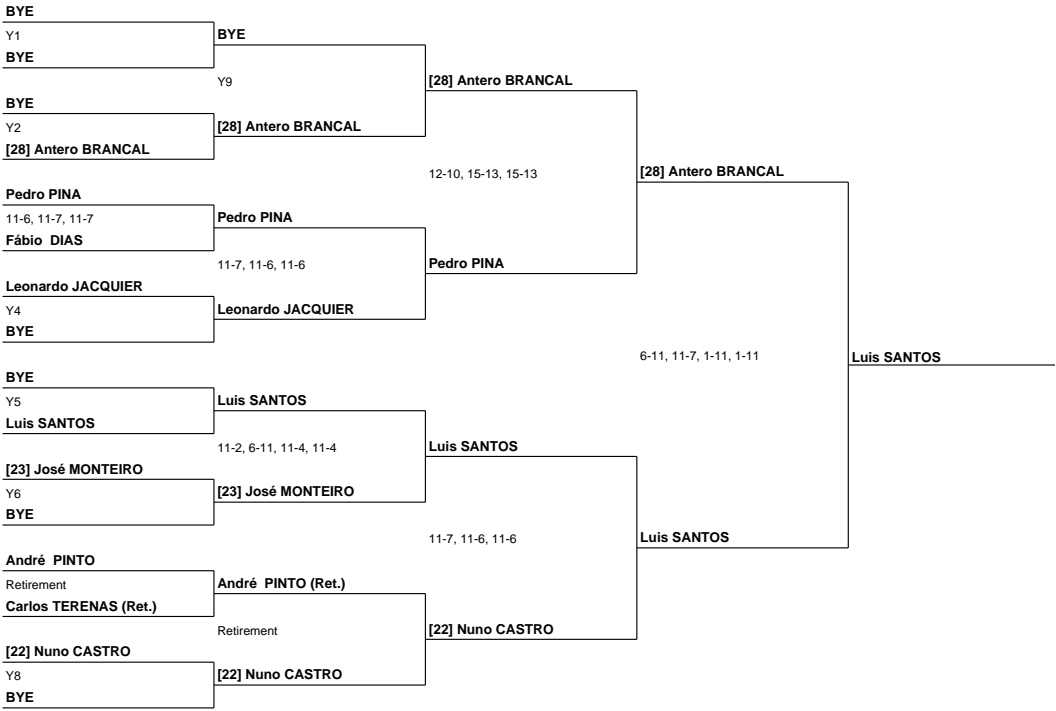 BYE
Y1
BYE
BYE
Y9
[28] Antero BRANCAL
BYE
Y2
[28] Antero BRANCAL
[28] Antero BRANCAL
12-10, 15-13, 15-13
[28] Antero BRANCAL
Pedro PINA
11-6, 11-7, 11-7
Pedro PINA
Fábio DIAS
11-7, 11-6, 11-6
Pedro PINA
Leonardo JACQUIER
Y4
Leonardo JACQUIER
BYE
6-11, 11-7, 1-11, 1-11
Luis SANTOS
BYE
Y5
Luis SANTOS
Luis SANTOS
11-2, 6-11, 11-4, 11-4
Luis SANTOS
[23] José MONTEIRO
Y6
[23] José MONTEIRO
BYE
11-7, 11-6, 11-6
Luis SANTOS
André PINTO
Retirement
André PINTO (Ret.)
Carlos TERENAS (Ret.)
Retirement
[22] Nuno CASTRO
[22] Nuno CASTRO
Y8
[22] Nuno CASTRO
BYE